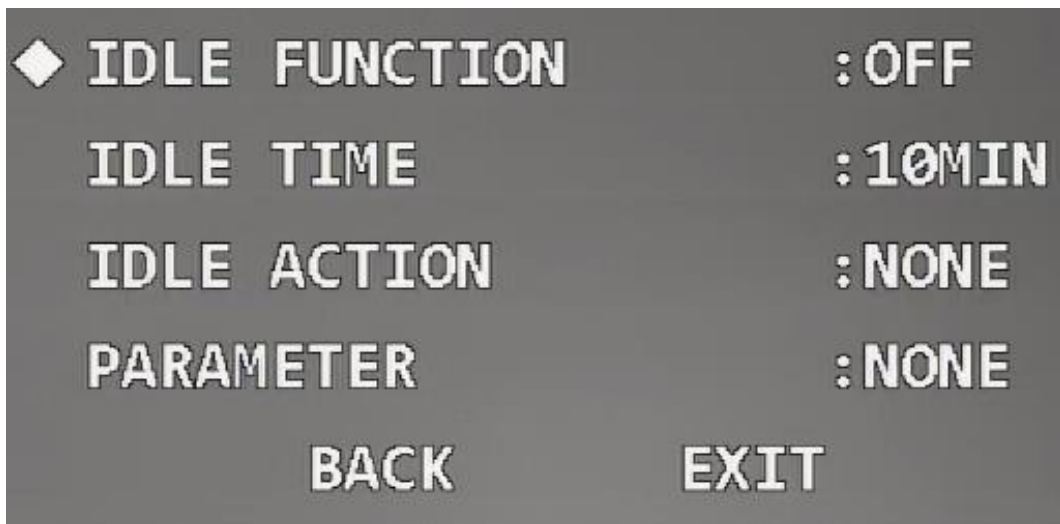 IDLE FUNCTION :OFF
IDLE TIME :10MIN
IDLE ACTION :NONE
PARAMETER :NONE
BACK EXIT